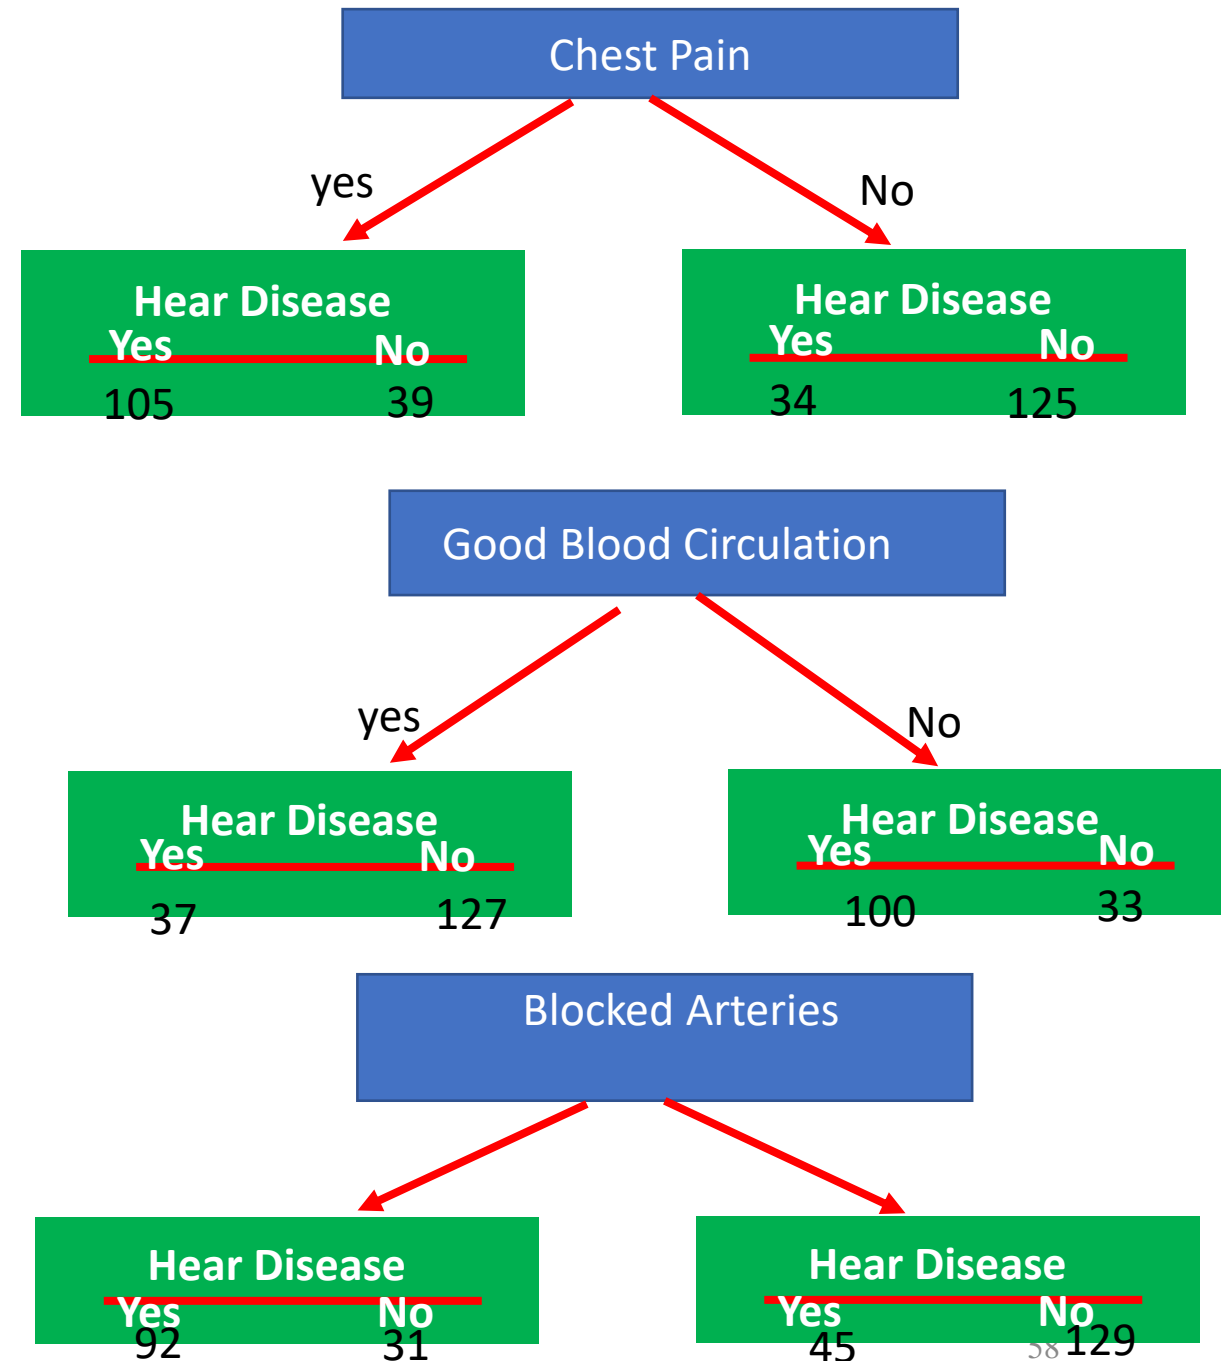 Chest Pain
yes No
Hear Disease
Yes No
105 39
Hear Disease
Yes No
34 125
Good Blood Circulation
yes No
Hear Disease
Yes No
37 127
Hear Disease
Yes No
100 33
Blocked Arteries
Hear Disease
Yes No
92 31
Hear Disease
Yes No
45 129
58